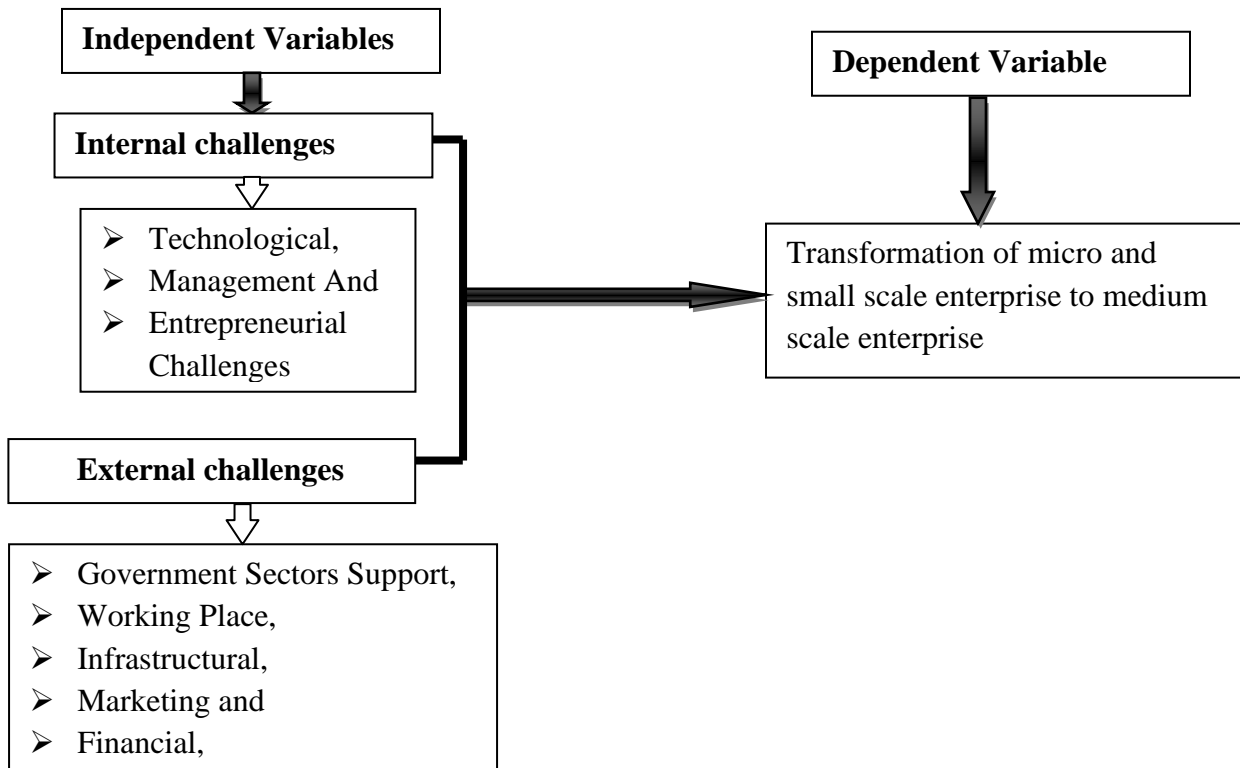 Independent Variables
Dependent Variable
Internal challenges
➢ Technological,
➢ Management And
➢ Entrepreneurial
Challenges
Transformation of micro and
small scale enterprise to medium
scale enterprise
External challenges
➢ Government Sectors Support,
➢ Working Place,
➢ Infrastructural,
➢ Marketing and
➢ Financial,